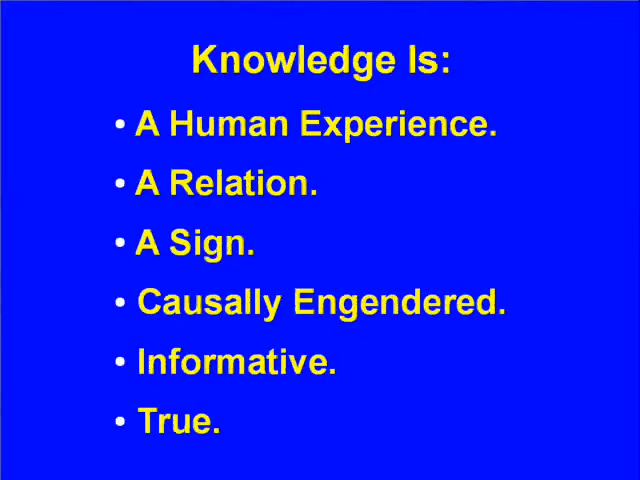 Knowledge Is:
• A Human Experience.
• A Relation.
• A Sign.
• Causally Engendered.
• Informative.
• True.